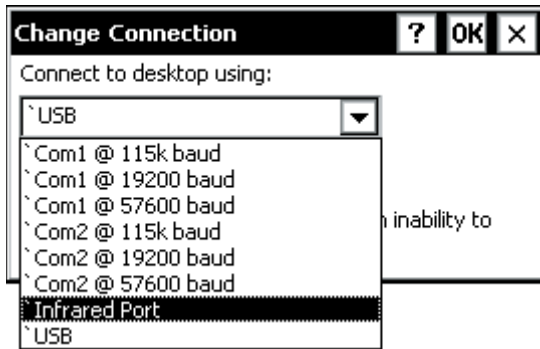 Change Connection ? OK ×
Connect to desktop using:
`USB
`Com1 @ 115k baud
`Com1 @ 19200 baud
`Com1 @ 57600 baud
`Com2 @ 115k baud
inability to
`Com2 @ 19200 baud
`Com2 @ 57600 baud
`Infrared Port
`USB